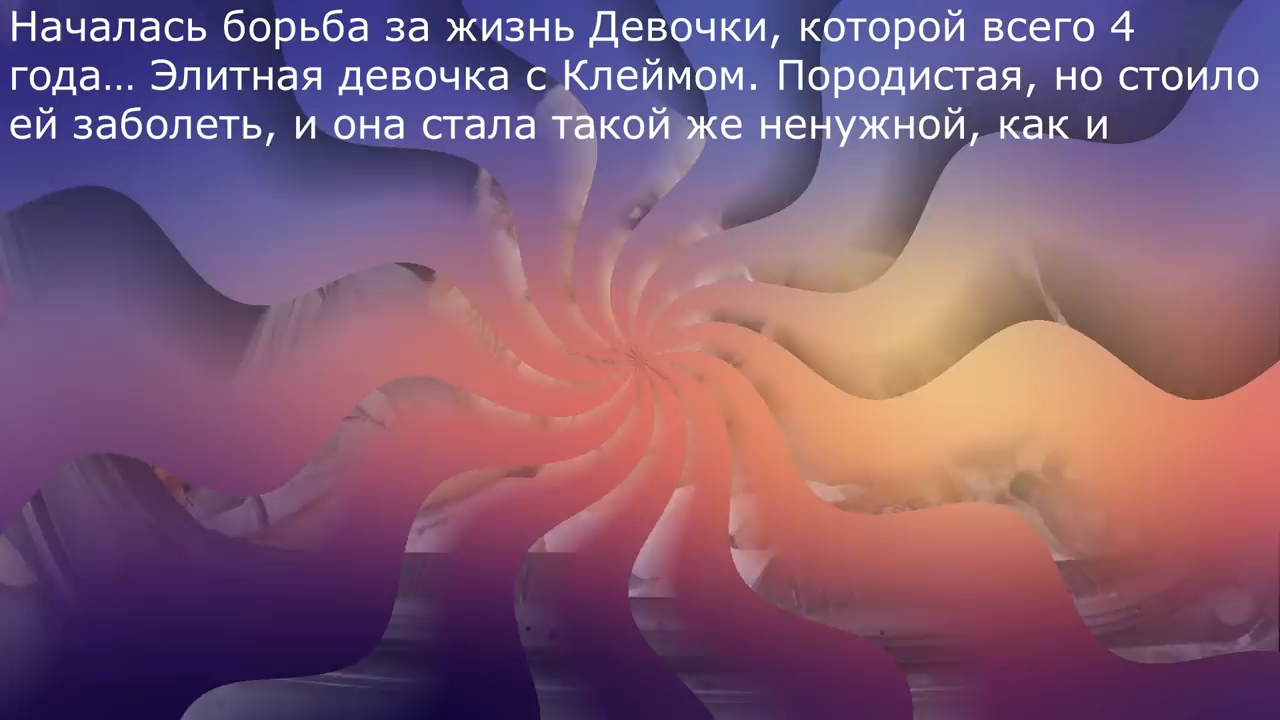 Началась борьба за жизнь Девочки, которой всего 4
года… Элитная девочка с Клеймом. Породистая, но стоило
ей заболеть, и она стала такой же ненужной, как и